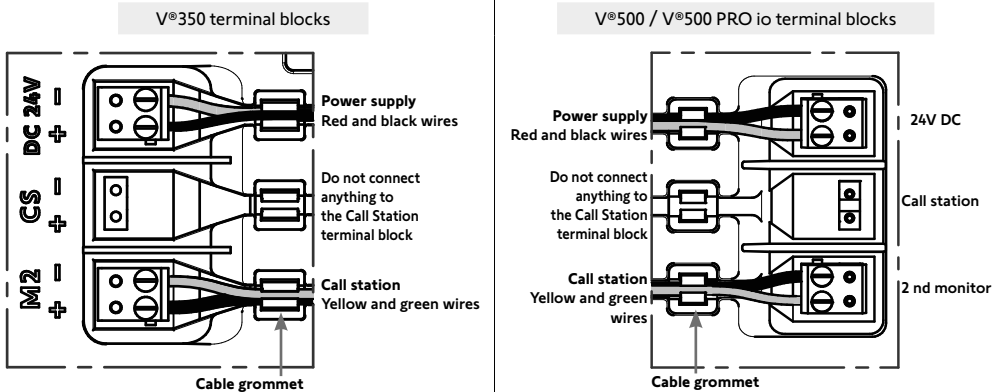 V®350 terminal blocks
DC 24V
-
+
CS
-
+
M2
-
+
Power supply
Red and black wires
Do not connect
anything to
the Call Station
terminal block
Call station
Yellow and green wires
Cable grommet
V®500 / V®500 PRO io terminal blocks
Power supply
Red and black wires
Do not connect
anything to
the Call Station
terminal block
Call station
Yellow and green
wires
Cable grommet
24V DC
Call station
2 nd monitor